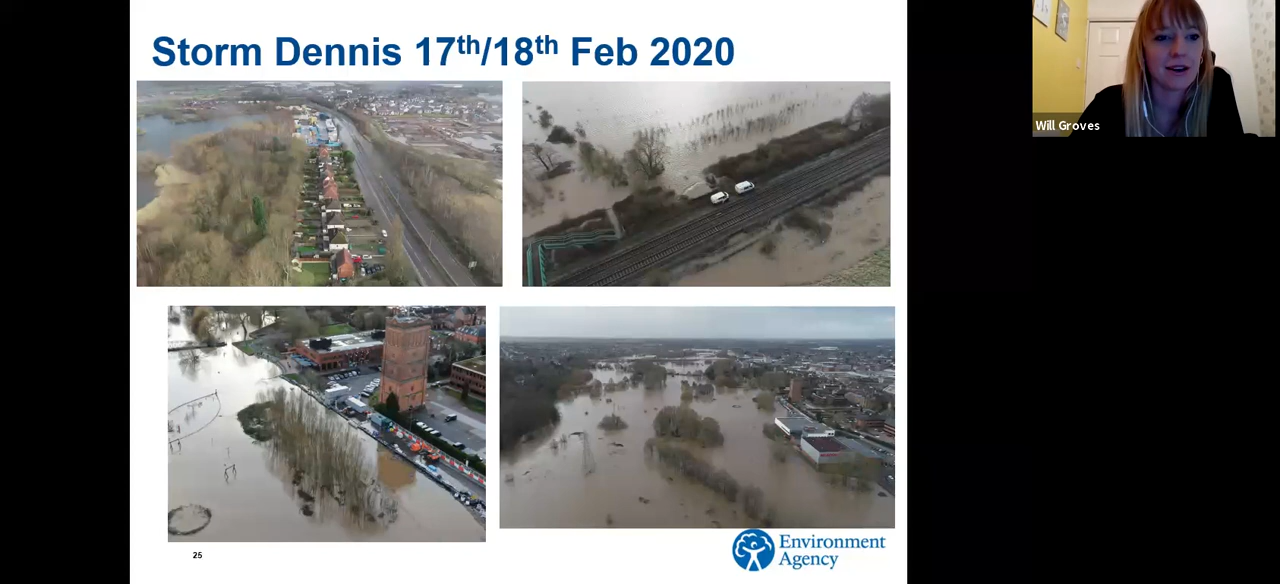 Storm Dennis 17th/18th Feb 2020
Will Groves
25
Environment
Agency